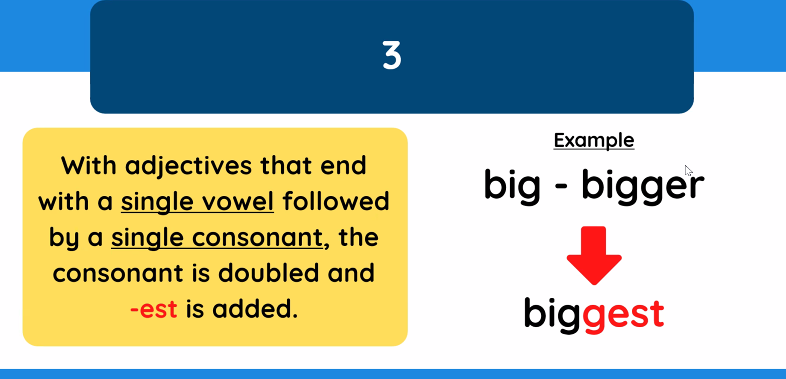 3
With adjectives that end
with a single vowel followed
by a single consonant, the
consonant is doubled and
-est is added.
Example
big - bigger
biggest